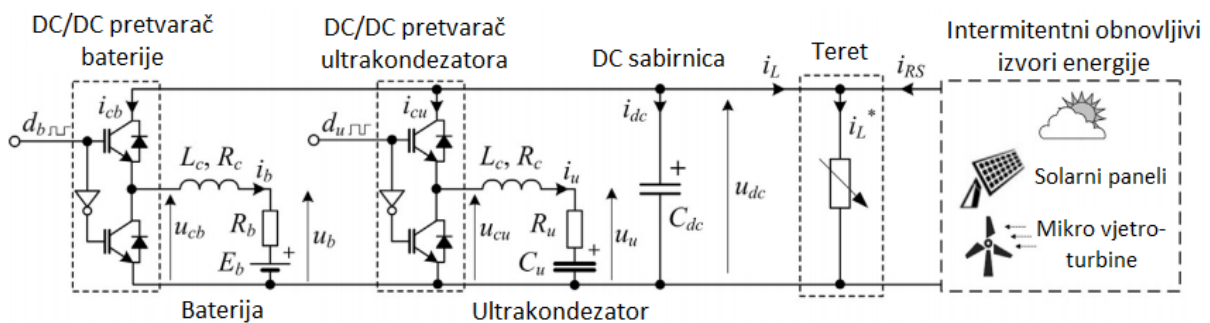 DC/DC pretvarač
baterije
DC/DC pretvarač
ultrakondezatora
DC sabirnica
Teret
Intermitentni obnovljivi
izvori energije
i_L
i_RS
i_cb
i_cu
i_dc
i_L*
d_b
d_u
L_c, R_c
i_b
L_c, R_c
i_u
+
u_dc
Solarni paneli
R_b
R_u
C_dc
u_cb
u_b
u_cu
u_u
Mikro vjetro-
turbine
E_b
+
C_u
+
Baterija
Ultrakondezator